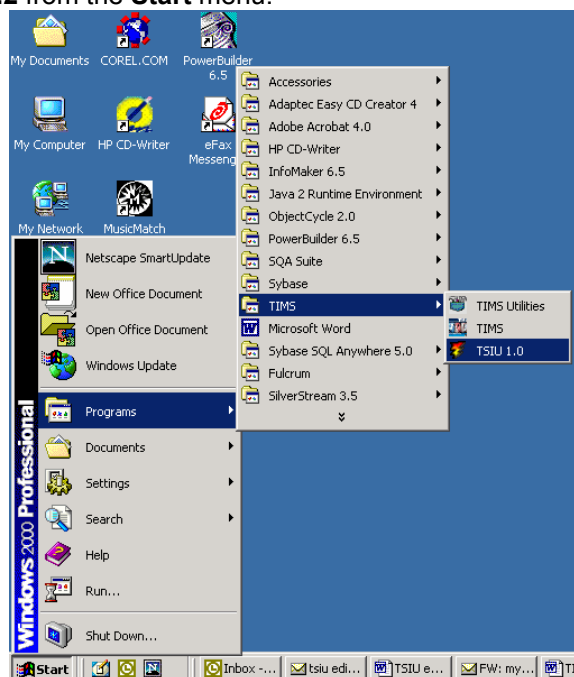 .2 from the Start menu.
My Documents COREL.COM PowerBuilder
6.5
My Computer HP CD-Writer eFax
Messeng
My Network MusicMatch
Accessories
Adaptec Easy CD Creator 4
Adobe Acrobat 4.0
HP CD-Writer
InfoMaker 6.5
Java 2 Runtime Environment
ObjectCycle 2.0
PowerBuilder 6.5
SQA Suite
Sybase
TIMS
Microsoft Word
Sybase SQL Anywhere 5.0
Fulcrum
SilverStream 3.5
TIMS Utilities
TIMS
TSIU 1.0
Netscape SmartUpdate
New Office Document
Open Office Document
Windows Update
Programs
Documents
Settings
Search
Help
Run...
Shut Down...
Windows 2000 Professional
Start Inbox -... tsiu edi... TSIU e... FW: my... TI